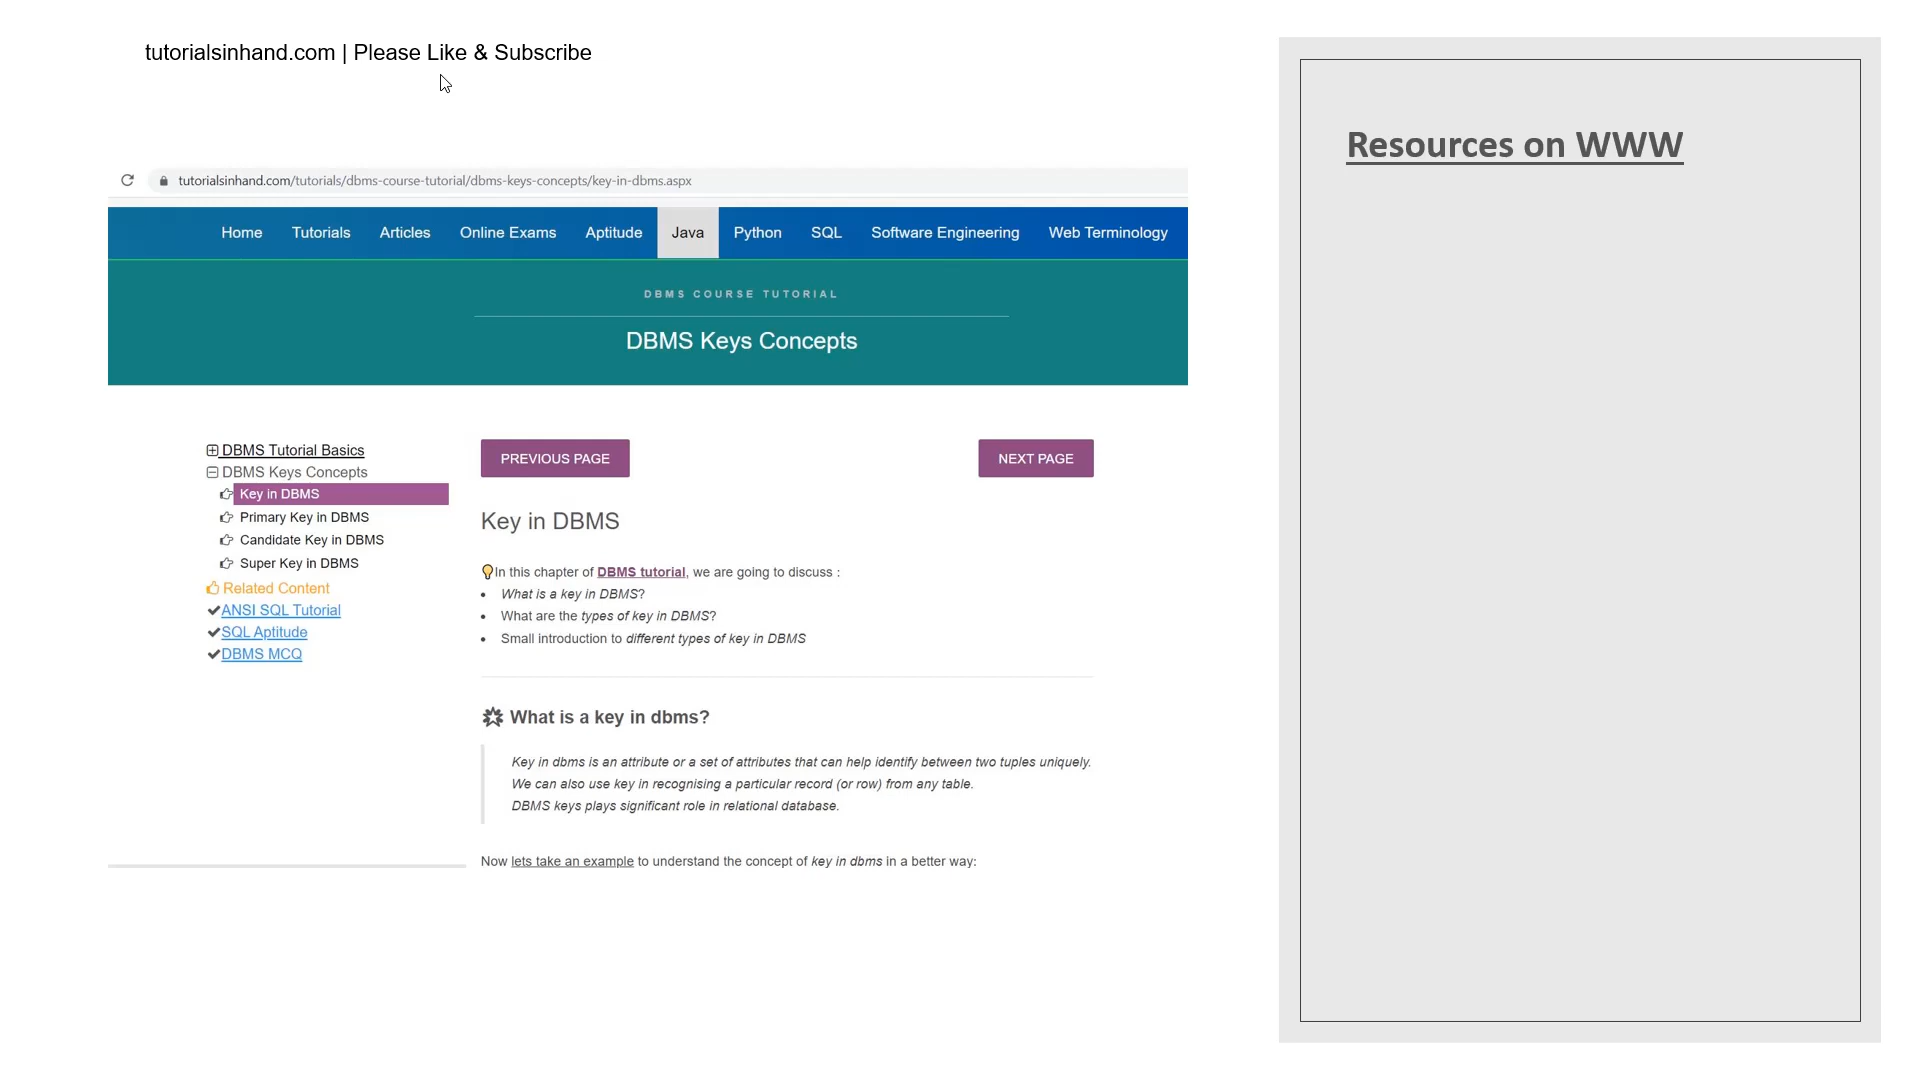 tutorialsinhand.com | Please Like & Subscribe
Resources on WWW
tutorialsinhand.com/tutorials/dbms-course-tutorial/dbms-keys-concepts/key-in-dbms.aspx
Home Tutorials Articles Online Exams Aptitude Java Python SQL Software Engineering Web Terminology
DBMS COURSE TUTORIAL
DBMS Keys Concepts
DBMS Tutorial Basics
DBMS Keys Concepts
Key in DBMS
Primary Key in DBMS
Candidate Key in DBMS
Super Key in DBMS
Related Content
ANSI SQL Tutorial
SQL Aptitude
DBMS MCQ
PREVIOUS PAGE NEXT PAGE
Key in DBMS
In this chapter of DBMS tutorial, we are going to discuss :
• What is a key in DBMS?
• What are the types of key in DBMS?
• Small introduction to different types of key in DBMS
What is a key in dbms?
Key in dbms is an attribute or a set of attributes that can help identify between two tuples uniquely.
We can also use key in recognising a particular record (or row) from any table.
DBMS keys plays significant role in relational database.
Now lets take an example to understand the concept of key in dbms in a better way: